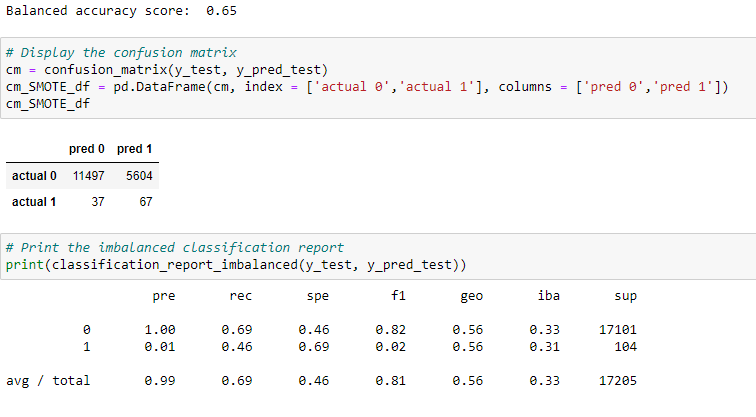 Balanced accuracy score:  0.65
# Display the confusion matrix
cm = confusion_matrix(y_test, y_pred_test)
cm_SMOTE_df = pd.DataFrame(cm, index = ['actual 0','actual 1'], columns = ['pred 0','pred 1'])
cm_SMOTE_df
pred 0 pred 1
actual 0 11497 5604
actual 1 37 67
# Print the imbalanced classification report
print(classification_report_imbalanced(y_test, y_pred_test))
pre rec spe f1 geo iba sup
0 1.00 0.69 0.46 0.82 0.56 0.33 17101
1 0.01 0.46 0.69 0.02 0.56 0.31 104
avg / total 0.99 0.69 0.46 0.81 0.56 0.33 17205